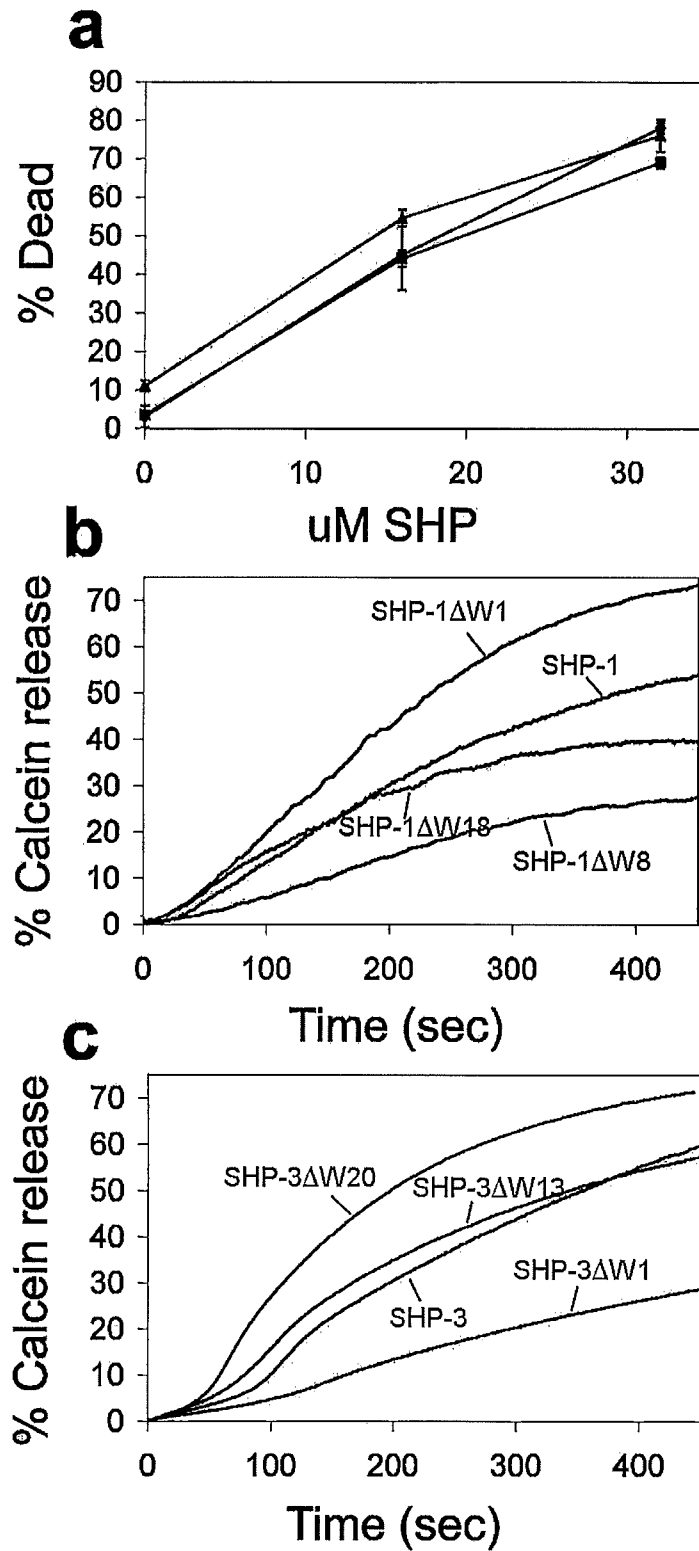 a
90
80
70
60
50
40
30
20
10
0
% Dead
0 10 20 30
uM SHP
b
70
60
50
40
30
20
10
0
% Calcein release
SHP-1ΔW1
SHP-1
SHP-1ΔW18
SHP-1ΔW8
0 100 200 300 400
Time (sec)
c
70
60
50
40
30
20
10
0
% Calcein release
SHP-3ΔW20
SHP-3ΔW13
SHP-3ΔW1
SHP-3
0 100 200 300 400
Time (sec)